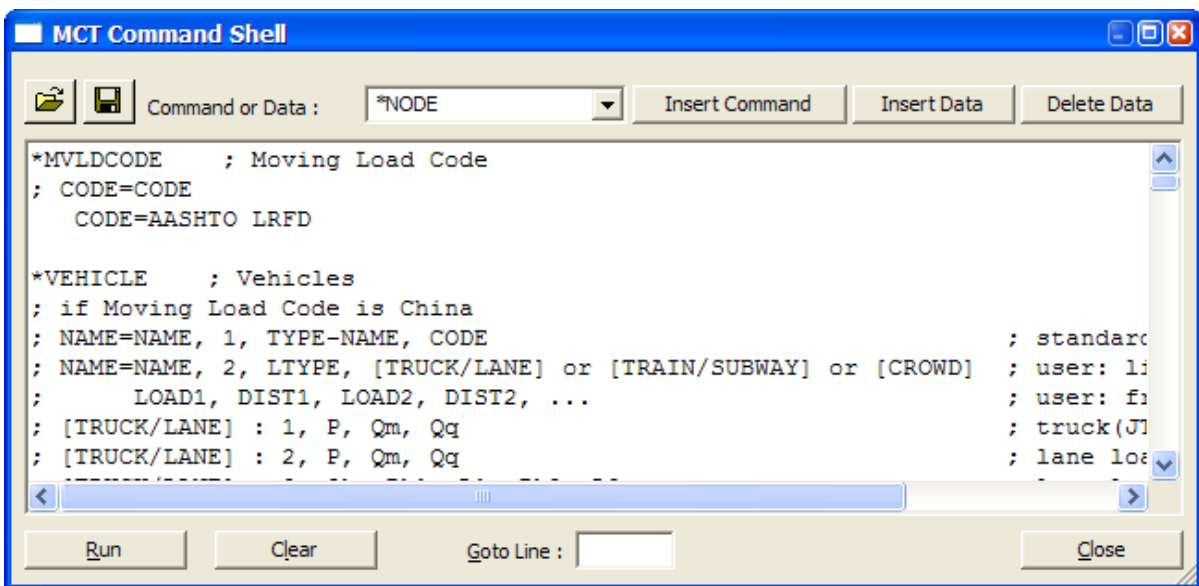 MCT Command Shell
Command or Data : *NODE Insert Command Insert Data Delete Data
*MVLDCODE ; Moving Load Code
; CODE=CODE
CODE=AASHTO LRFD
*VEHICLE ; Vehicles
; if Moving Load Code is China
; NAME=NAME, 1, TYPE-NAME, CODE ; standard
; NAME=NAME, 2, LTYPE, [TRUCK/LANE] or [TRAIN/SUBWAY] or [CROWD] ; user: li
; LOAD1, DIST1, LOAD2, DIST2, ... ; user:
; [TRUCK/LANE] : 1, P, Qm, Qq ; truck(
; [TRUCK/LANE] : 2, P, Qm, Qq ; lane
Run Clear Goto Line : Close